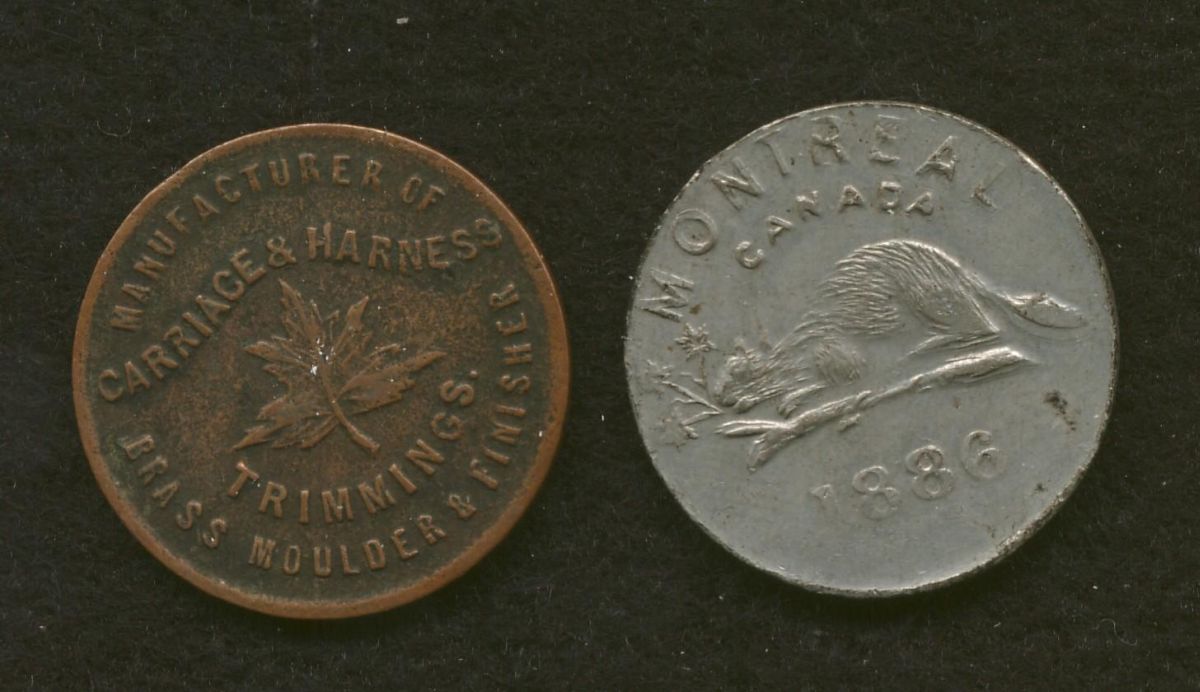 MANUFACTURER OF
CARRIAGE & HARNESS
TRIMMINGS.
BRASS MOULDER & FINISHER
MONTREAL
CANADA
1886